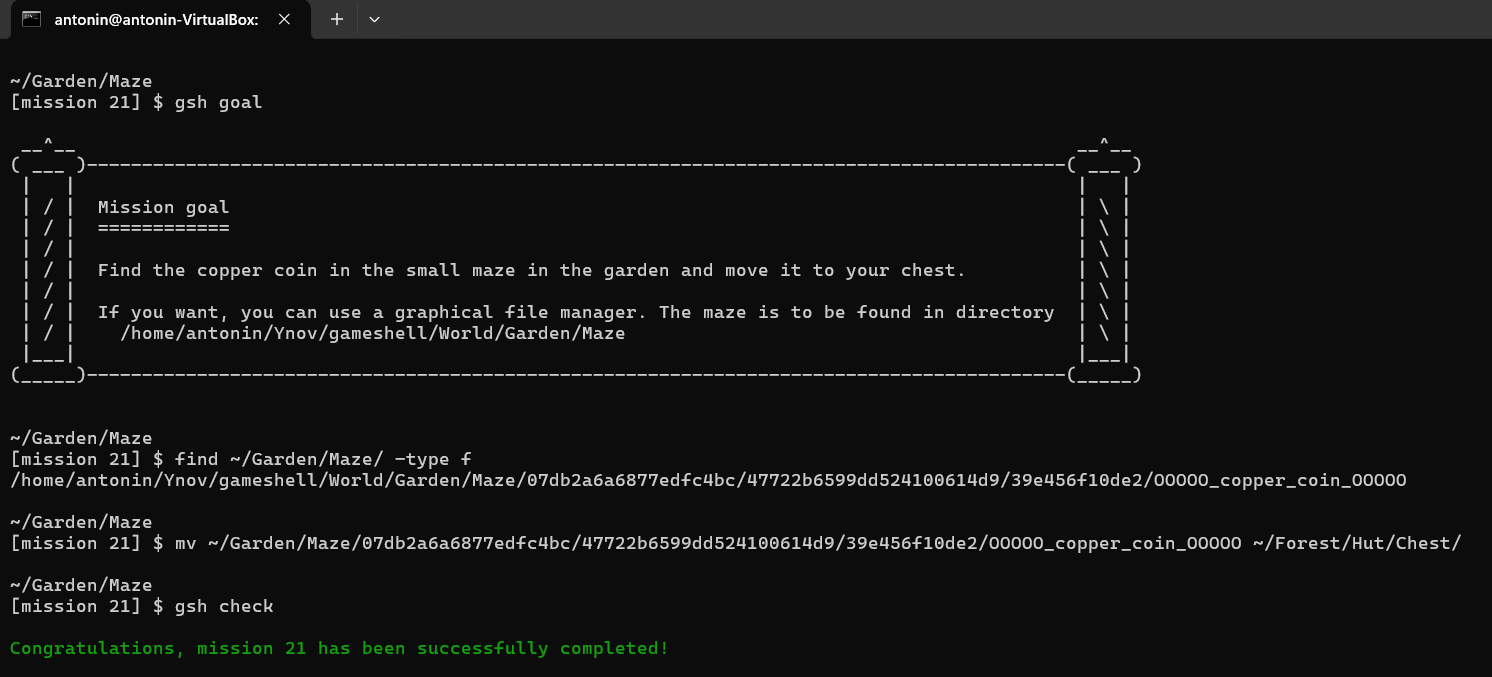 antonin@antonin-VirtualBox:
~/Garden/Maze
[mission 21] $ gsh goal
Mission goal
============
Find the copper coin in the small maze in the garden and move it to your chest.
If you want, you can use a graphical file manager. The maze is to be found in directory
/home/antonin/Ynov/gameshell/World/Garden/Maze
~/Garden/Maze
[mission 21] $ find ~/Garden/Maze/ -type f
/home/antonin/Ynov/gameshell/World/Garden/Maze/07db2a6a6877edfc4bc/47722b6599dd524100614d9/39e456f10de2/00000_copper_coin_00000
~/Garden/Maze
[mission 21] $ mv ~/Garden/Maze/07db2a6a6877edfc4bc/47722b6599dd524100614d9/39e456f10de2/00000_copper_coin_00000 ~/Forest/Hut/Chest/
~/Garden/Maze
[mission 21] $ gsh check
Congratulations, mission 21 has been successfully completed!